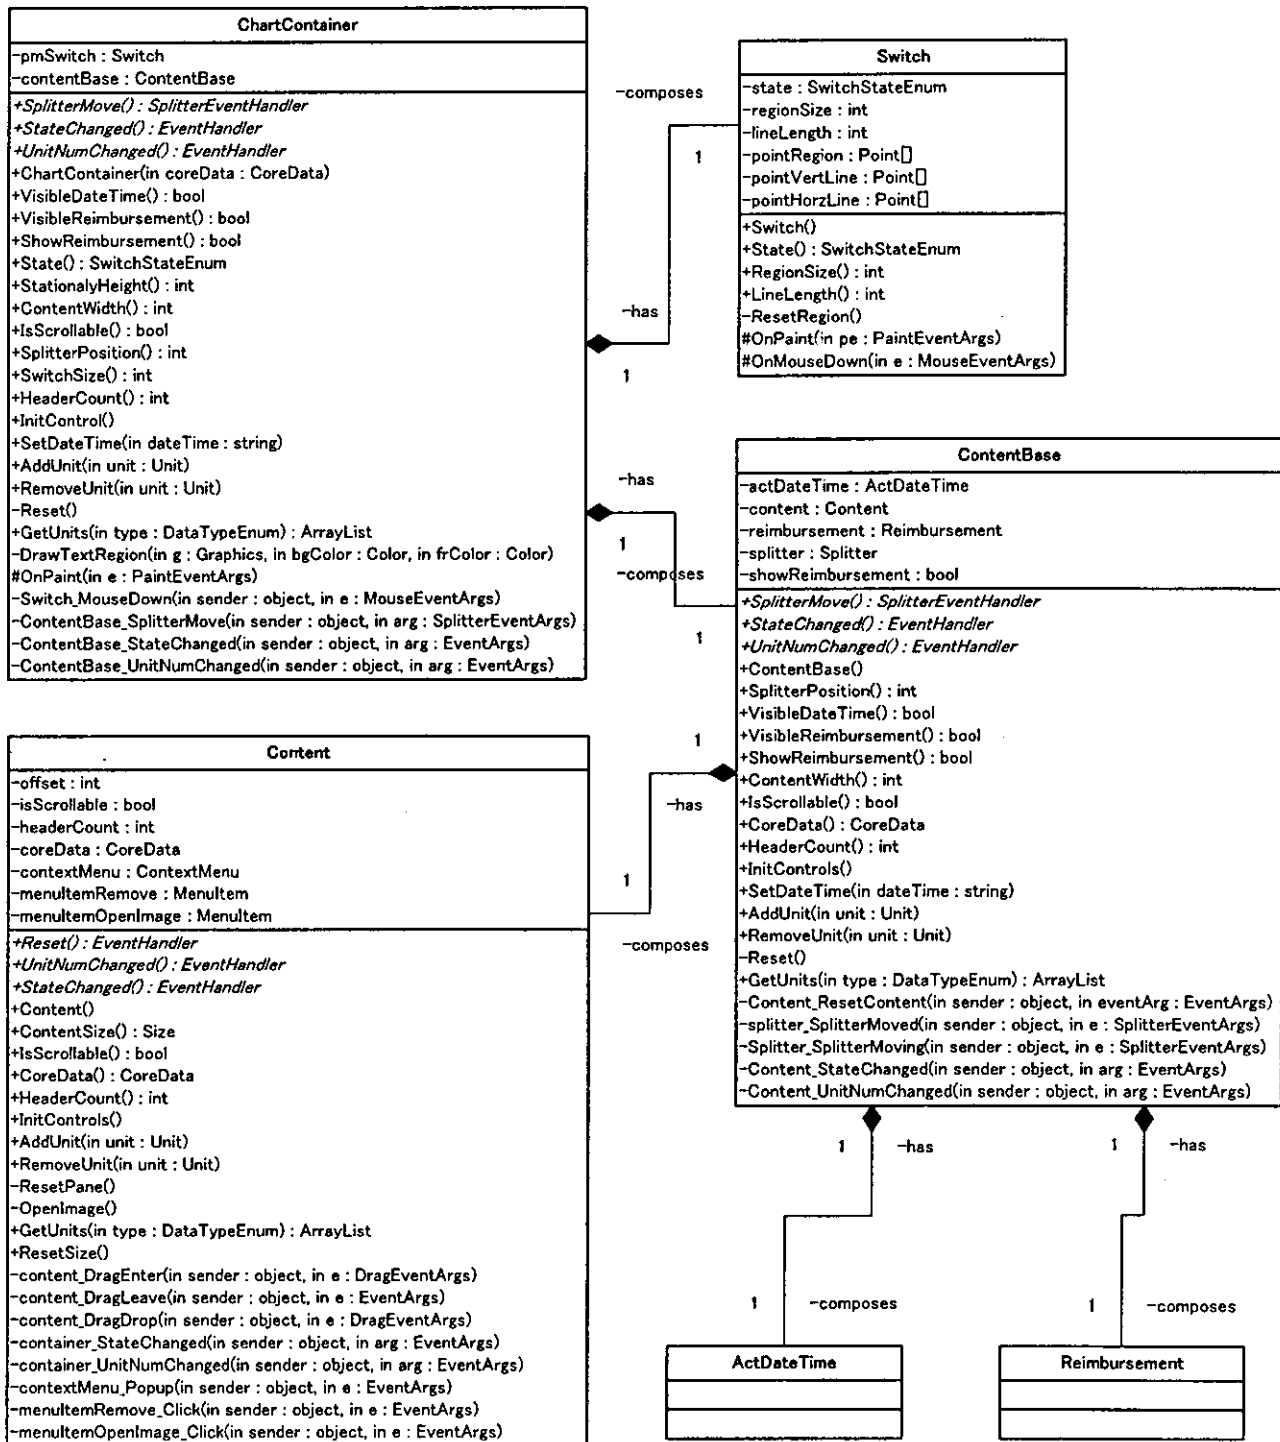 ChartContainer
-pmSwitch : Switch
-contentBase : ContentBase
+SplitterMove() : SplitterEventHandler
+StateChanged() : EventHandler
+UnitNumChanged() : EventHandler
+ChartContainer(in coreData : CoreData)
+VisibleDateTime() : bool
+VisibleReimbursement() : bool
+ShowReimbursement() : bool
+State() : SwitchStateEnum
+StationalyHeight() : int
+ContentWidth() : int
+IsScrollable() : bool
+SplitterPosition() : int
+SwitchSize() : int
+HeaderCount() : int
+InitControl()
+SetDateTime(in dateTime : string)
+AddUnit(in unit : Unit)
+RemoveUnit(in unit : Unit)
-Reset()
+GetUnits(in type : DataTypeEnum) : ArrayList
-DrawTextRegion(in g : Graphics, in bgColor : Color, in frColor : Color)
#OnPaint(in e : PaintEventArgs)
-Switch_MouseDown(in sender : object, in e : MouseEventArgs)
-ContentBase_SplitterMove(in sender : object, in arg : SplitterEventArgs)
-ContentBase_StateChanged(in sender : object, in arg : EventArgs)
-ContentBase_UnitNumChanged(in sender : object, in arg : EventArgs)
-composes
1
-has
1
Switch
-state : SwitchStateEnum
-regionSize : int
-lineLength : int
-pointRegion : Point[]
-pointVertLine : Point[]
-pointHorzLine : Point[]
+Switch()
+State() : SwitchStateEnum
+RegionSize() : int
+LineLength() : int
-ResetRegion()
#OnPaint(in pe : PaintEventArgs)
#OnMouseDown(in e : MouseEventArgs)
-has
1
-composes
1
ContentBase
-actDateTime : ActDateTime
-content : Content
-reimbursement : Reimbursement
-splitter : Splitter
-showReimbursement : bool
+SplitterMove() : SplitterEventHandler
+StateChanged() : EventHandler
+UnitNumChanged() : EventHandler
+ContentBase()
+SplitterPosition() : int
+VisibleDateTime() : bool
+VisibleReimbursement() : bool
+ShowReimbursement() : bool
+ContentWidth() : int
+IsScrollable() : bool
+CoreData() : CoreData
+HeaderCount() : int
+InitControls()
+SetDateTime(in dateTime : string)
+AddUnit(in unit : Unit)
+RemoveUnit(in unit : Unit)
-Reset()
+GetUnits(in type : DataTypeEnum) : ArrayList
-Content_ResetContent(in sender : object, in eventArg : EventArgs)
-splitter_SplitterMoved(in sender : object, in e : SplitterEventArgs)
-Splitter_SplitterMoving(in sender : object, in e : SplitterEventArgs)
-Content_StateChanged(in sender : object, in arg : EventArgs)
-Content_UnitNumChanged(in sender : object, in arg : EventArgs)
1
-has
1
-composes
Content
-offset : int
-isScrollable : bool
-headerCount : int
-coreData : CoreData
-contextMenu : ContextMenu
-menuItemRemove : MenuItem
-menuItemOpenImage : MenuItem
+Reset() : EventHandler
+UnitNumChanged() : EventHandler
+StateChanged() : EventHandler
+Content()
+ContentSize() : Size
+IsScrollable() : bool
+CoreData() : CoreData
+HeaderCount() : int
+InitControls()
+AddUnit(in unit : Unit)
+RemoveUnit(in unit : Unit)
-ResetPane()
-OpenImage()
+GetUnits(in type : DataTypeEnum) : ArrayList
+ResetSize()
-content_DragEnter(in sender : object, in e : DragEventArgs)
-content_DragLeave(in sender : object, in e : EventArgs)
-content_DragDrop(in sender : object, in e : DragEventArgs)
-container_StateChanged(in sender : object, in arg : EventArgs)
-container_UnitNumChanged(in sender : object, in arg : EventArgs)
-contextMenu_Popup(in sender : object, in e : EventArgs)
-menuItemRemove_Click(in sender : object, in e : EventArgs)
-menuItemOpenImage_Click(in sender : object, in e : EventArgs)
1 -has
1 -has
1 -composes
1 -composes
ActDateTime
Reimbursement